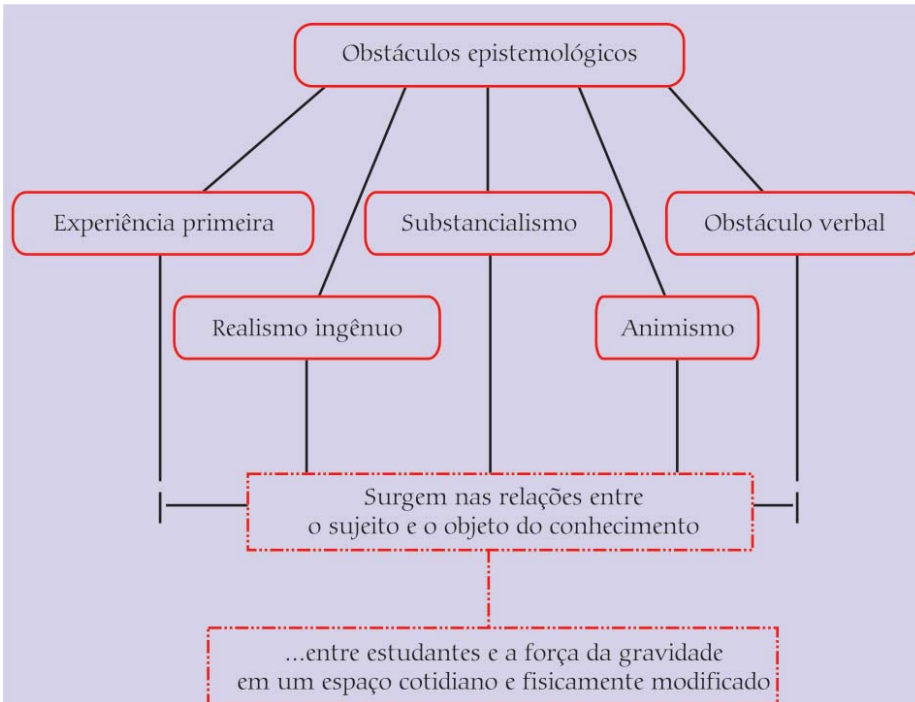 Obstáculos epistemológicos
Experiência primeira
Substancialismo
Obstáculo verbal
Realismo ingênuo
Animismo
Surgem nas relações entre
o sujeito e o objeto do conhecimento
...entre estudantes e a força da gravidade
em um espaço cotidiano e fisicamente modificado